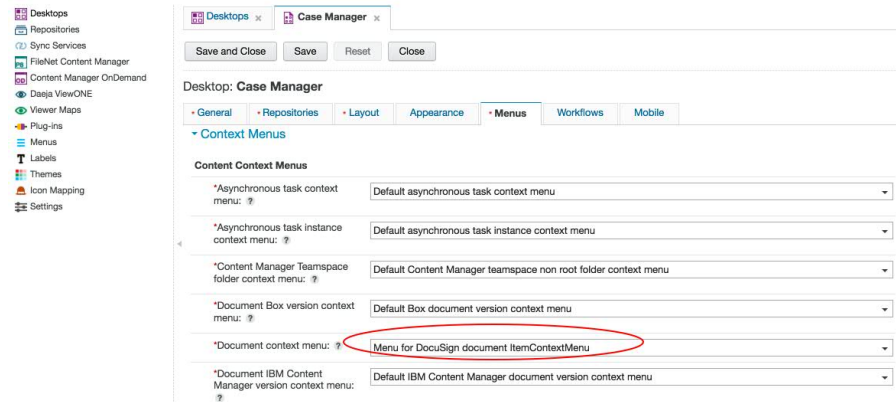 Desktops
Repositories
Sync Services
FileNet Content Manager
Content Manager OnDemand
Daeja ViewONE
Viewer Maps
Plug-ins
Menus
Labels
Themes
Icon Mapping
Settings
Desktops x Case Manager x
Save and Close Save Reset Close
Desktop: Case Manager
* General * Repositories * Layout Appearance * Menus Workflows Mobile
Context Menus
Content Context Menus
*Asynchronous task context
menu: ? Default asynchronous task context menu
*Asynchronous task instance
context menu: ? Default asynchronous task instance context menu
*Content Manager Teamspace
folder context menu: ? Default Content Manager teamspace non root folder context menu
*Document Box version context
menu: ? Default Box document version context menu
*Document context menu: ? Menu for DocuSign document ItemContextMenu
*Document IBM Content
Manager version context menu: Default IBM Content Manager document version context menu
?